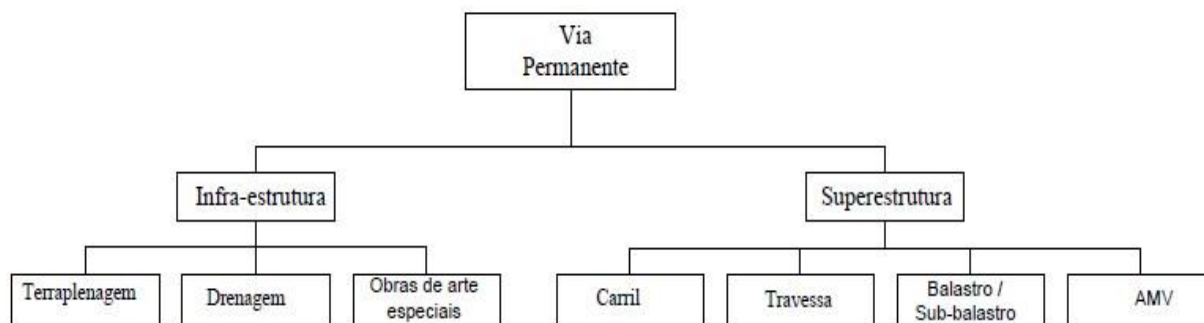 Via
Permanente
Infra-estrutura
Superestrutura
Terraplenagem
Drenagem
Obras de arte
especiais
Carril
Travessa
Balastro /
Sub-balastro
AMV